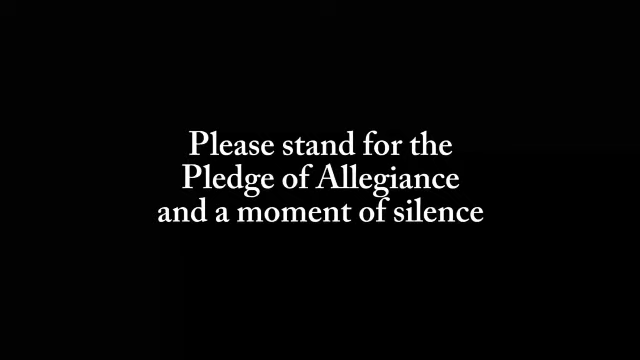 Please stand for the
Pledge of Allegiance
and a moment of silence